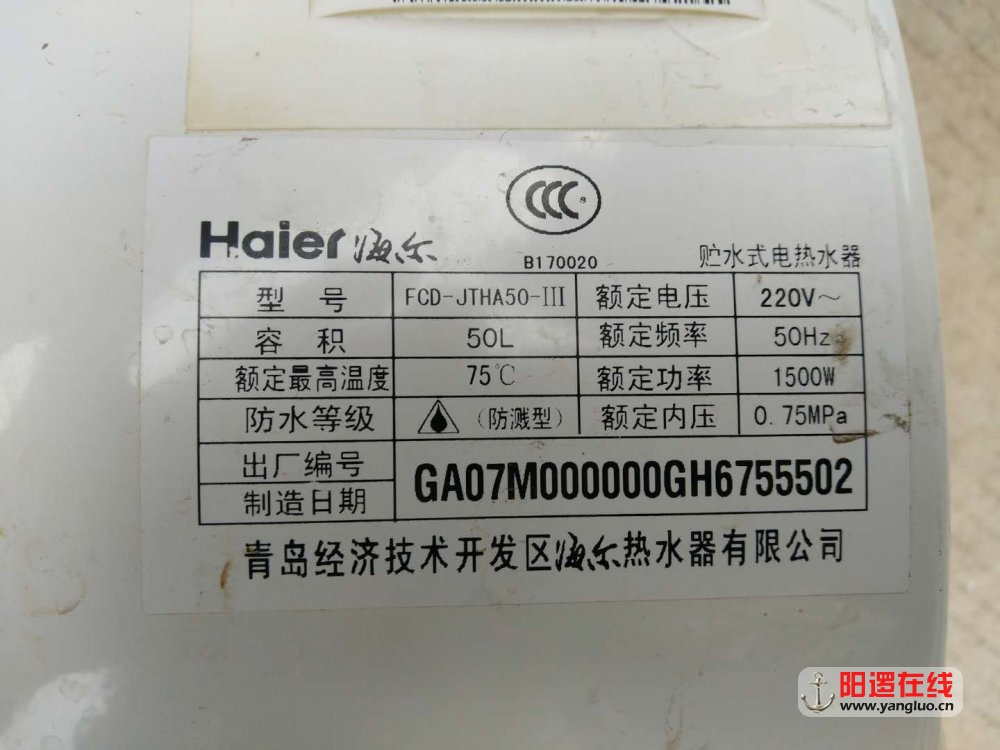 CCC
Haier 海尔
B170020
贮水式电热水器
型号 FCD-JTHA50-III 额定电压 220V~
容积 50L 额定频率 50Hz
额定最高温度 75℃ 额定功率 1500W
防水等级 (防溅型) 额定内压 0.75MPa
出厂编号
制造日期
GA07M000000GH6755502
青岛经济技术开发区海尔热水器有限公司
阳逻在线
www.yangluo.cn